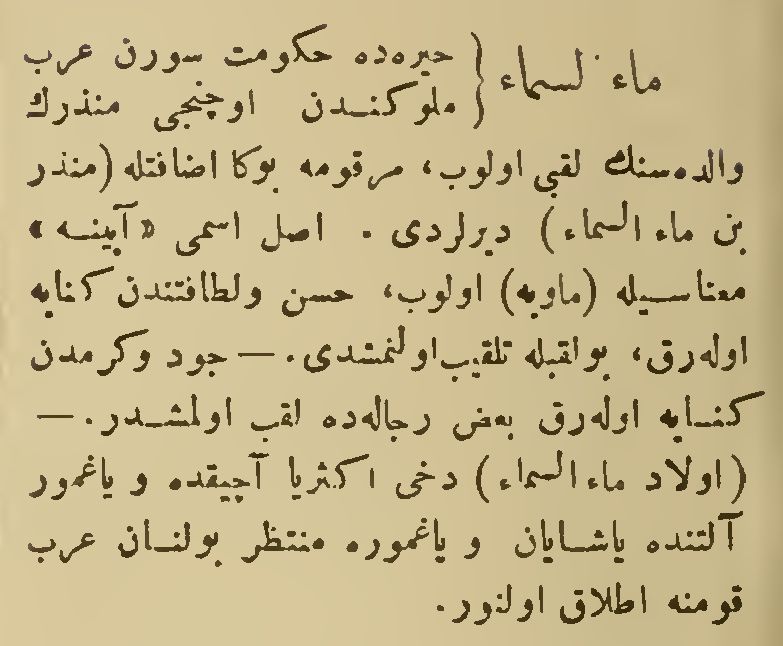 ماء السماء { حیره‌ده حكومت سورن عرب
ملوكندن اوچنجی منذرك
والده‌سنك لقبی اولوب، مرقومه بوكا اضافتله (منذر
بن ماء السماء) دیرلردی. اصل اسمی «آیینه»
معناسیله (ماویه) اولوب، حسن ولطافتندن كنایه
اوله‌رق، بولقبله تلقیب اولنمشدی. — جود وكرمدن
كنایه اوله‌رق بعض رجاله‌ده لقب اولمشدر. —
(اولاد ماء السماء) دخی اكثریا آچیقده و یاغمور
آلتنده یاشایان و یاغموره منتظر بولنان عرب
قومنه اطلاق اولنور.